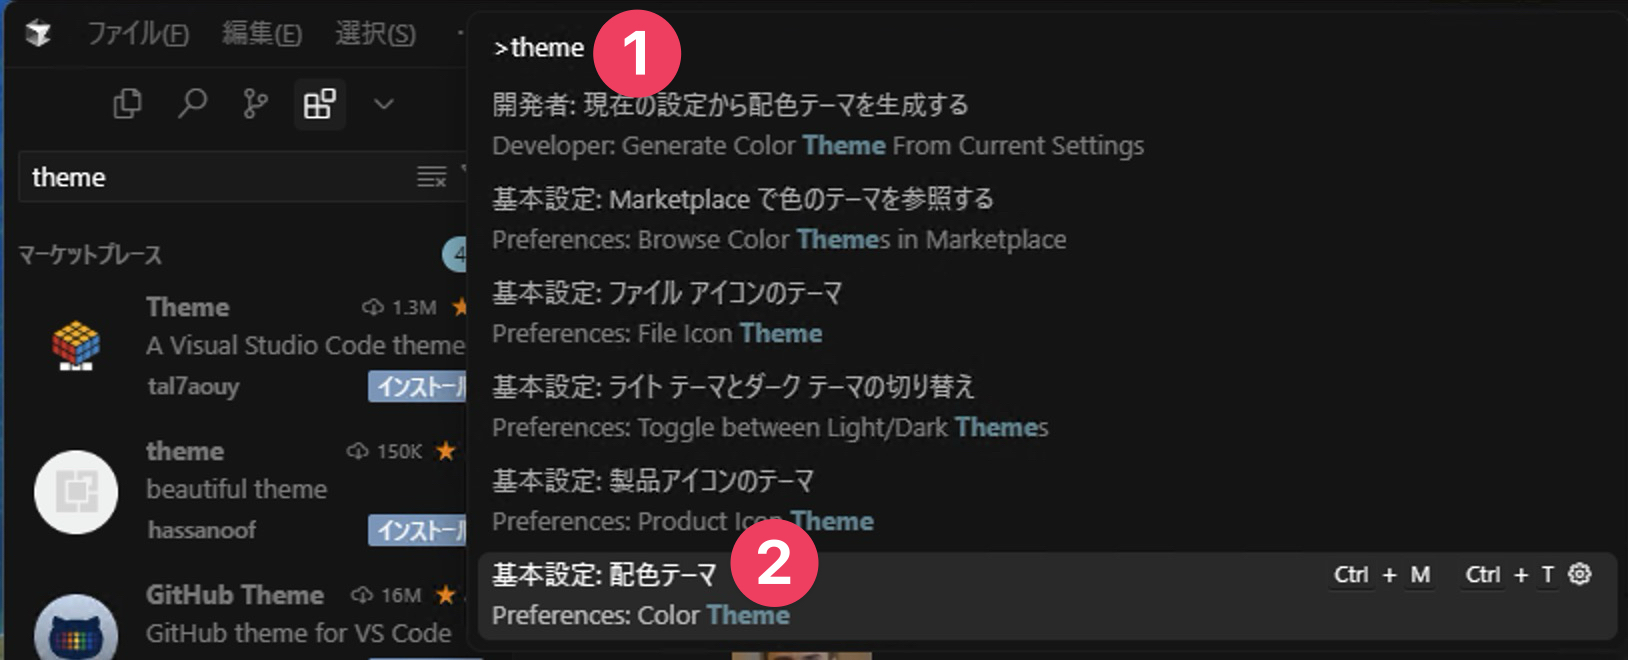 ファイル(F) 編集(E) 選択(S)
theme
マーケットプレース
4
Theme 1.3M
A Visual Studio Code theme
tal7aouy
インストール
theme 150K
beautiful theme
hassanoof
インストール
GitHub Theme 16M
GitHub theme for VS Code
>theme
1
開発者: 現在の設定から配色テーマを生成する
Developer: Generate Color Theme From Current Settings
基本設定: Marketplace で色のテーマを参照する
Preferences: Browse Color Themes in Marketplace
基本設定: ファイル アイコンのテーマ
Preferences: File Icon Theme
基本設定: ライト テーマとダーク テーマの切り替え
Preferences: Toggle between Light/Dark Themes
基本設定: 製品アイコンのテーマ
Preferences: Product Icon Theme
基本設定: 配色テーマ
2
Ctrl + M Ctrl + T
Preferences: Color Theme